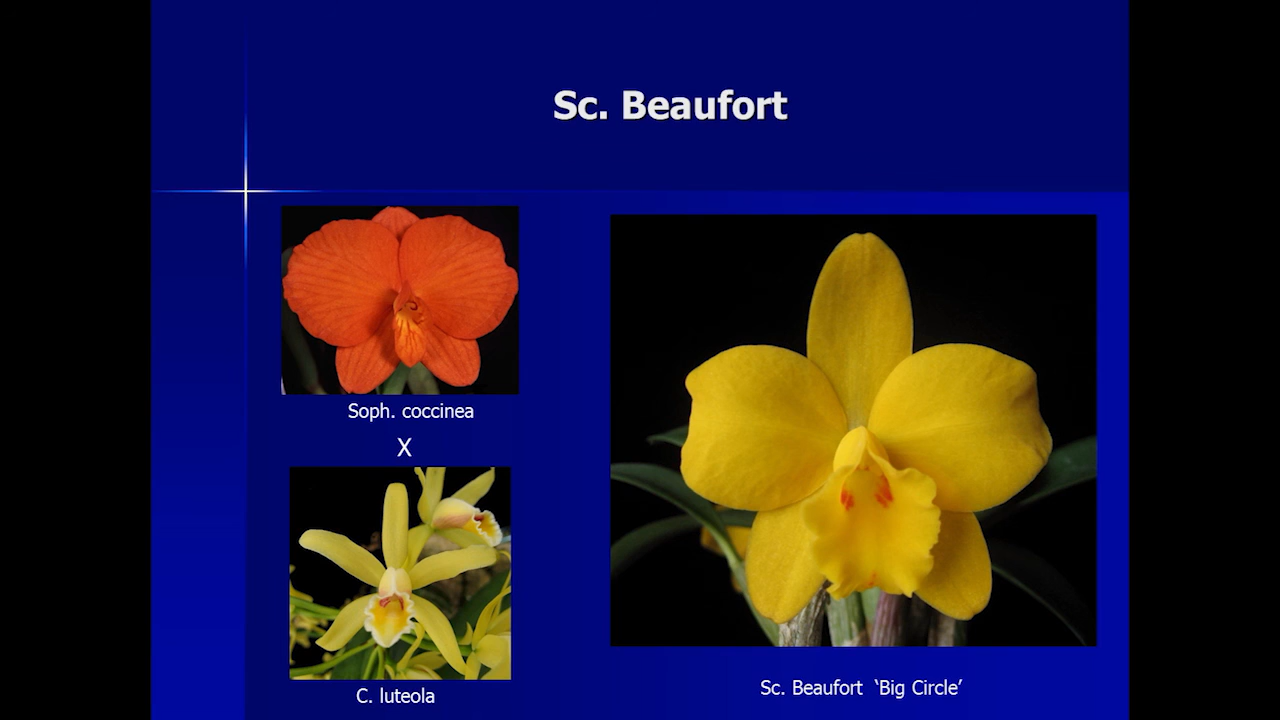 Sc. Beaufort
Soph. coccinea
X
C. luteola
Sc. Beaufort ‘Big Circle’